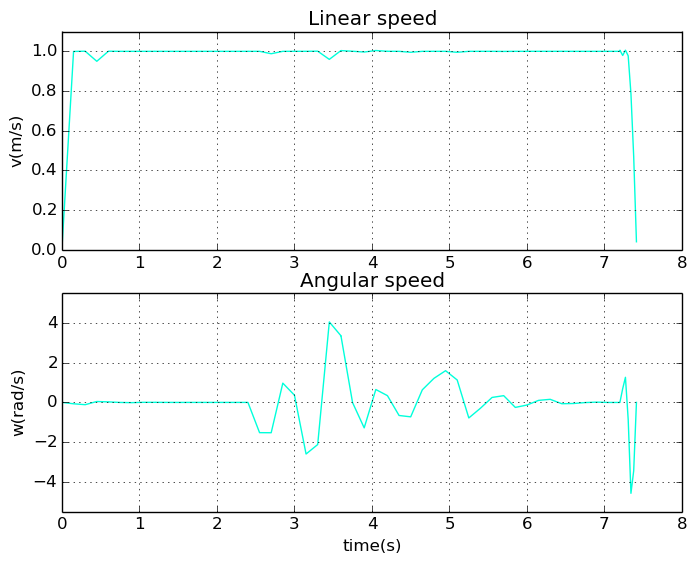 Linear speed
1.0
0.8
0.6
0.4
0.2
0.0
v(m/s)
0 1 2 3 4 5 6 7 8
Angular speed
4
2
0
−2
−4
w(rad/s)
0 1 2 3 4 5 6 7 8
time(s)